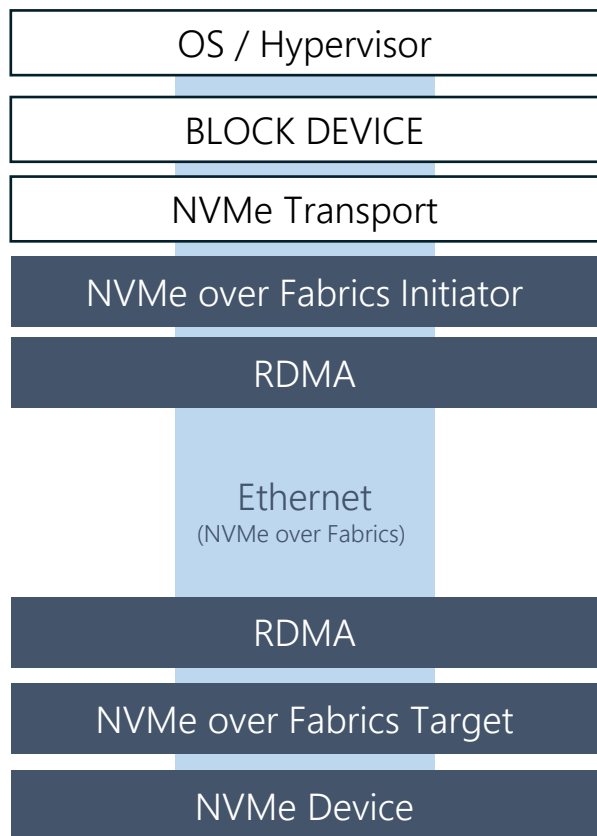 OS / Hypervisor
BLOCK DEVICE
NVMe Transport
NVMe over Fabrics Initiator
RDMA
Ethernet
(NVMe over Fabrics)
RDMA
NVMe over Fabrics Target
NVMe Device